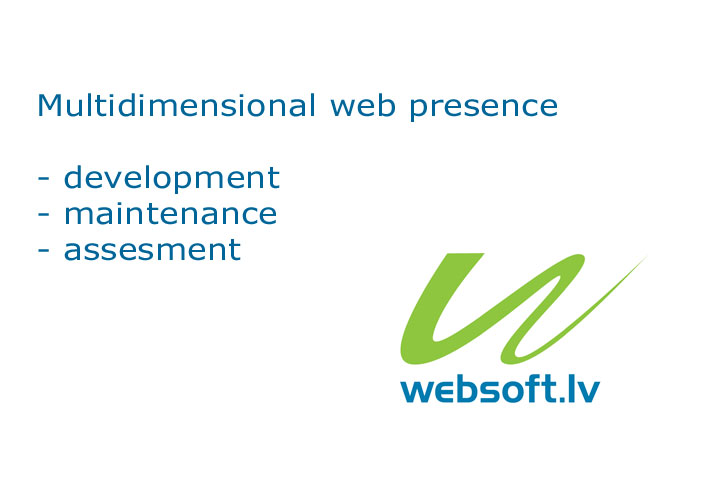 Multidimensional web presence
- development
- maintenance
- assesment
websoft.lv